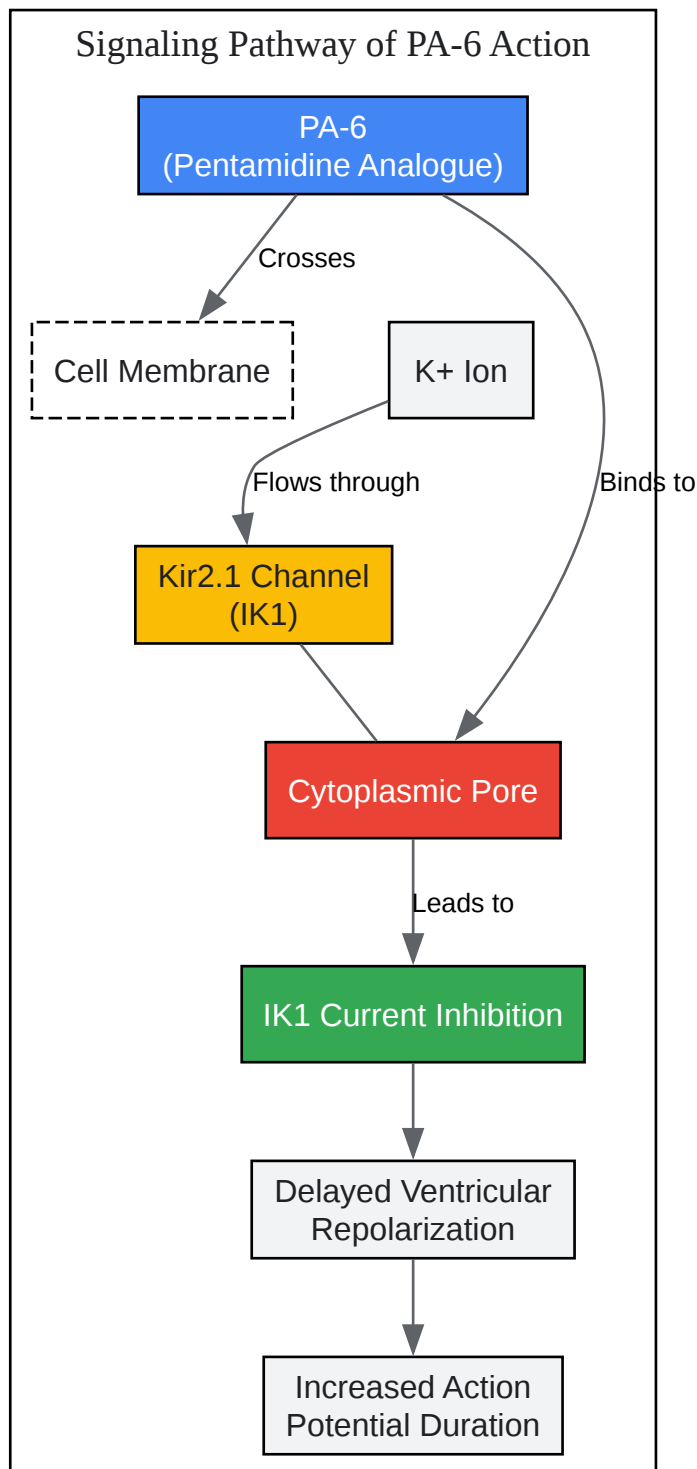 Signaling Pathway of PA-6 Action
PA-6
(Pentamidine Analogue)
Crosses
Cell Membrane
K+ Ion
Flows through
Binds to
Kir2.1 Channel
(IK1)
Cytoplasmic Pore
Leads to
IK1 Current Inhibition
Delayed Ventricular
Repolarization
Increased Action
Potential Duration